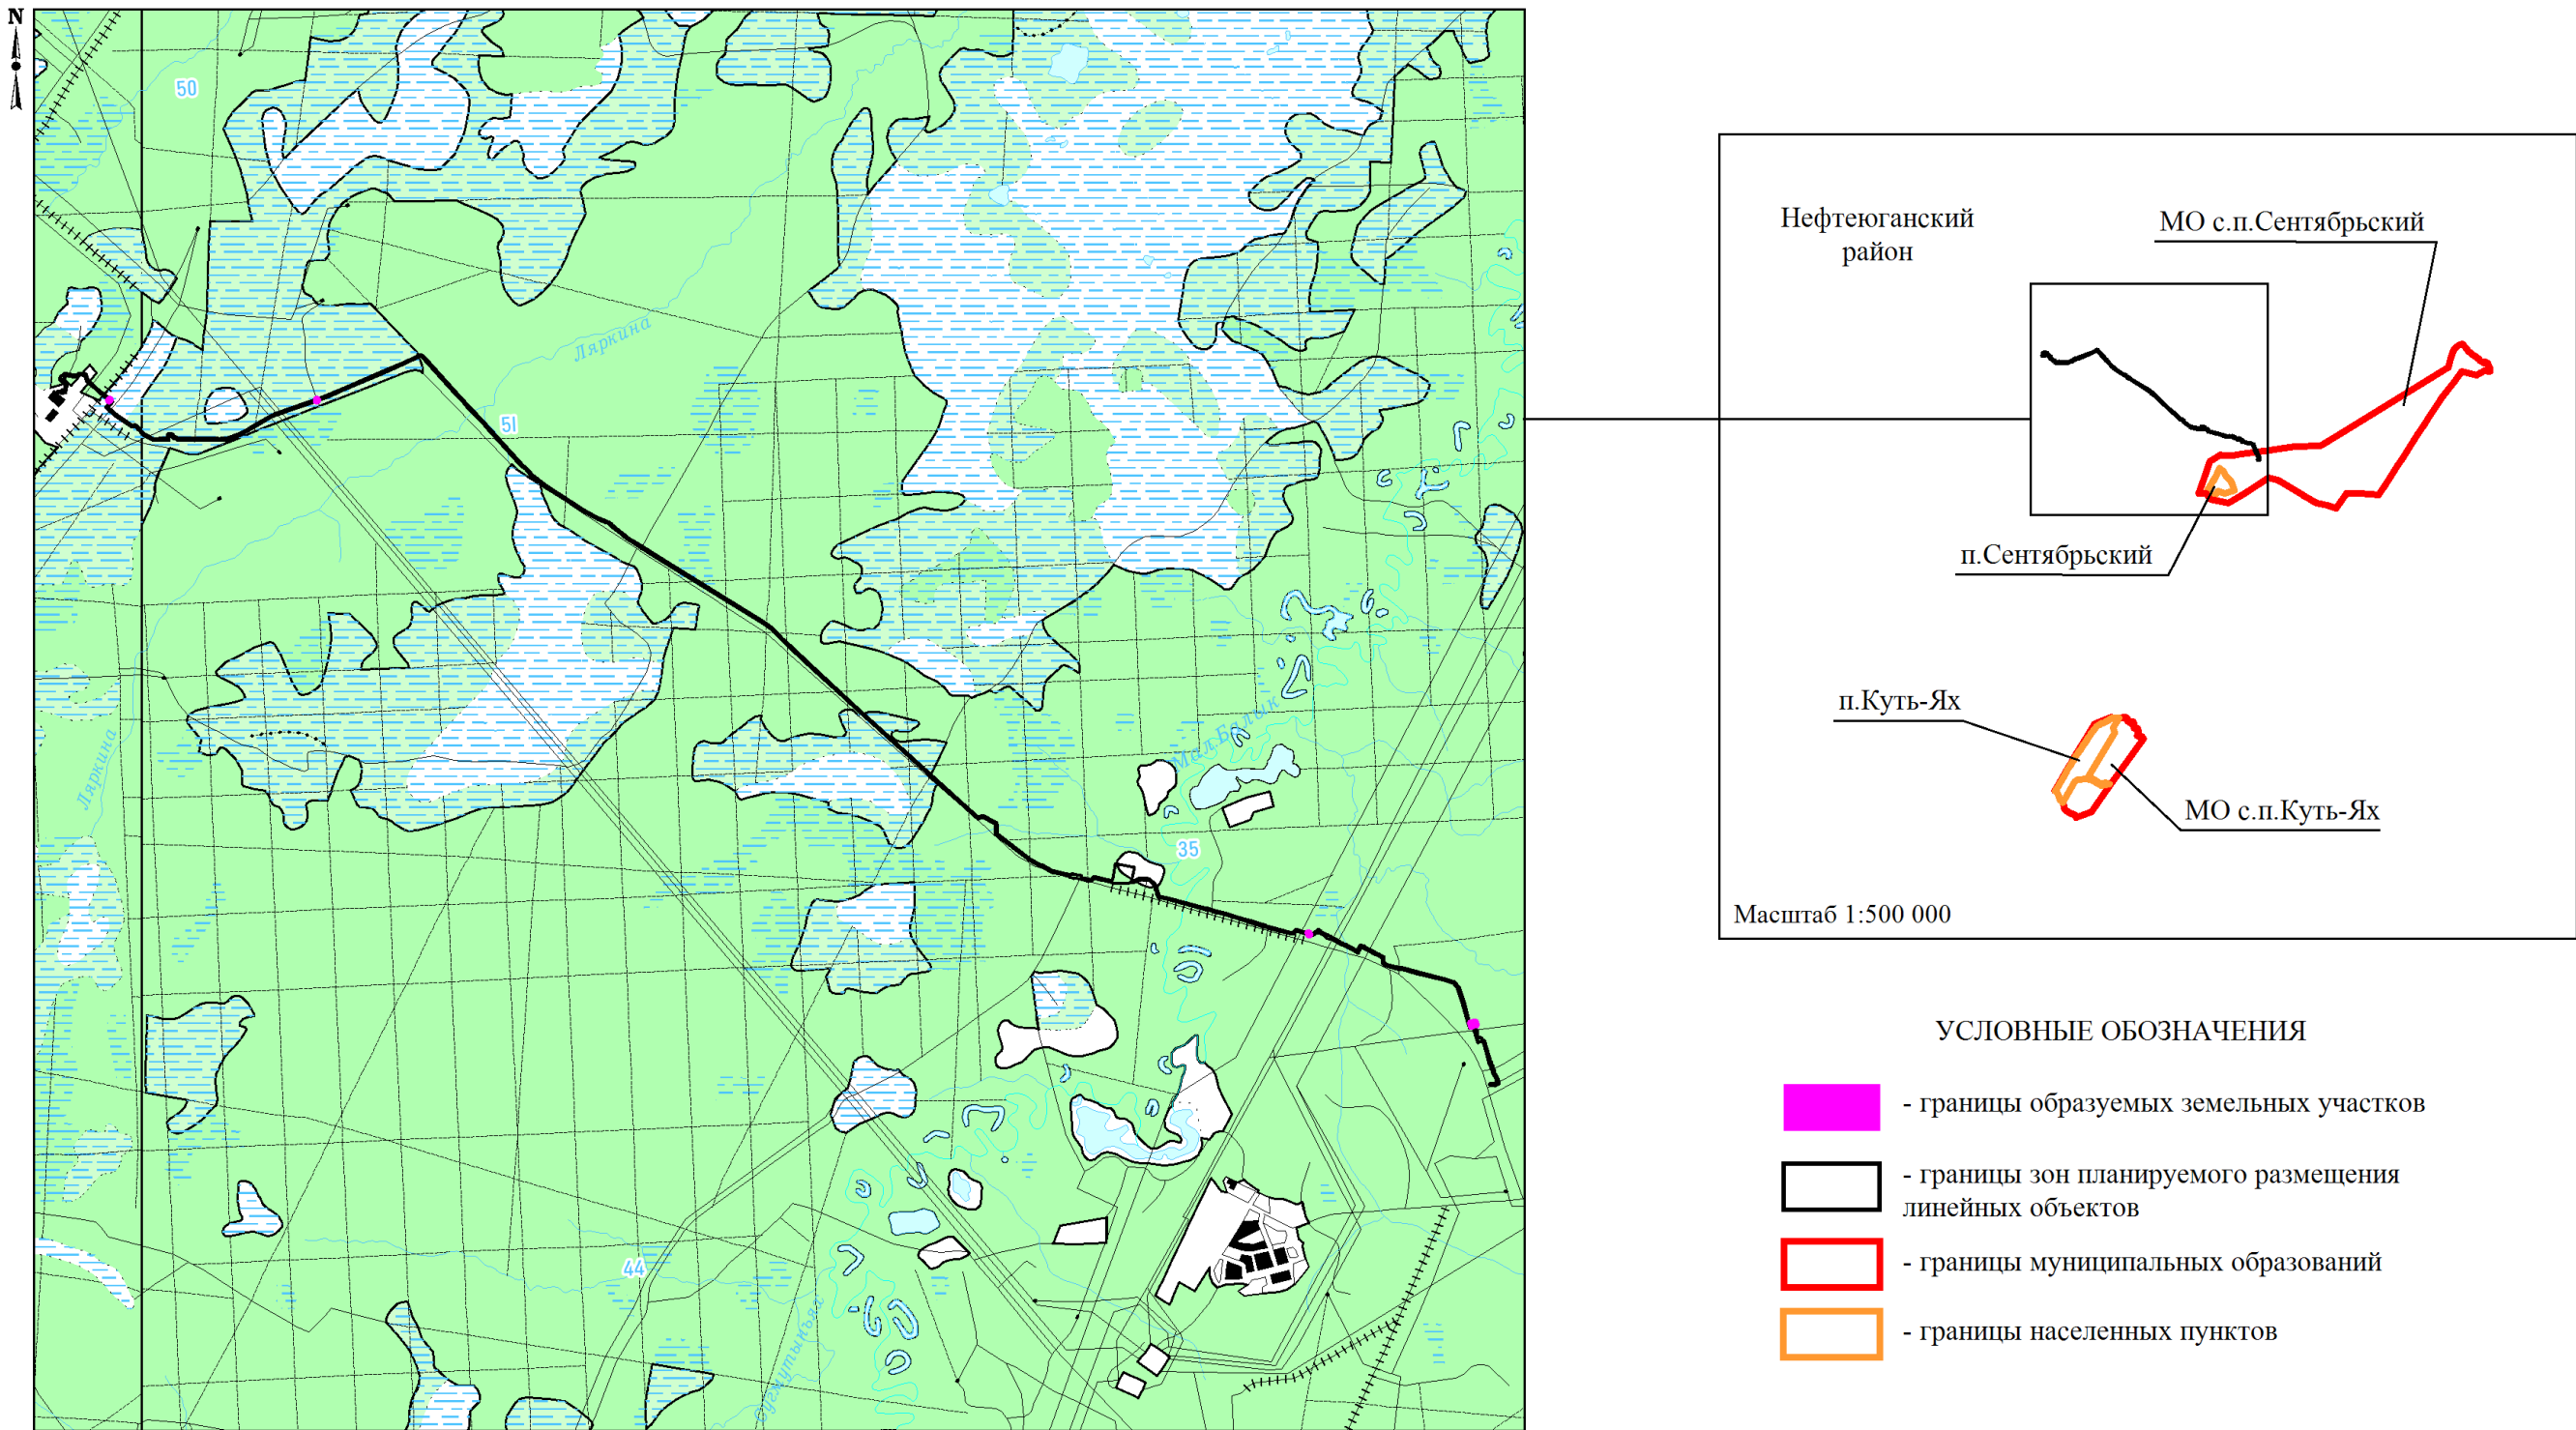 N
50
Ляркина
51
Ляркина
Мал.Балык
35
44
Нефтеюганский
район
МО с.п.Сентябрьский
п.Сентябрьский
п.Куть-Ях
МО с.п.Куть-Ях
Масштаб 1:500 000
УСЛОВНЫЕ ОБОЗНАЧЕНИЯ
- границы образуемых земельных участков
- границы зон планируемого размещения
линейных объектов
- границы муниципальных образований
- границы населенных пунктов